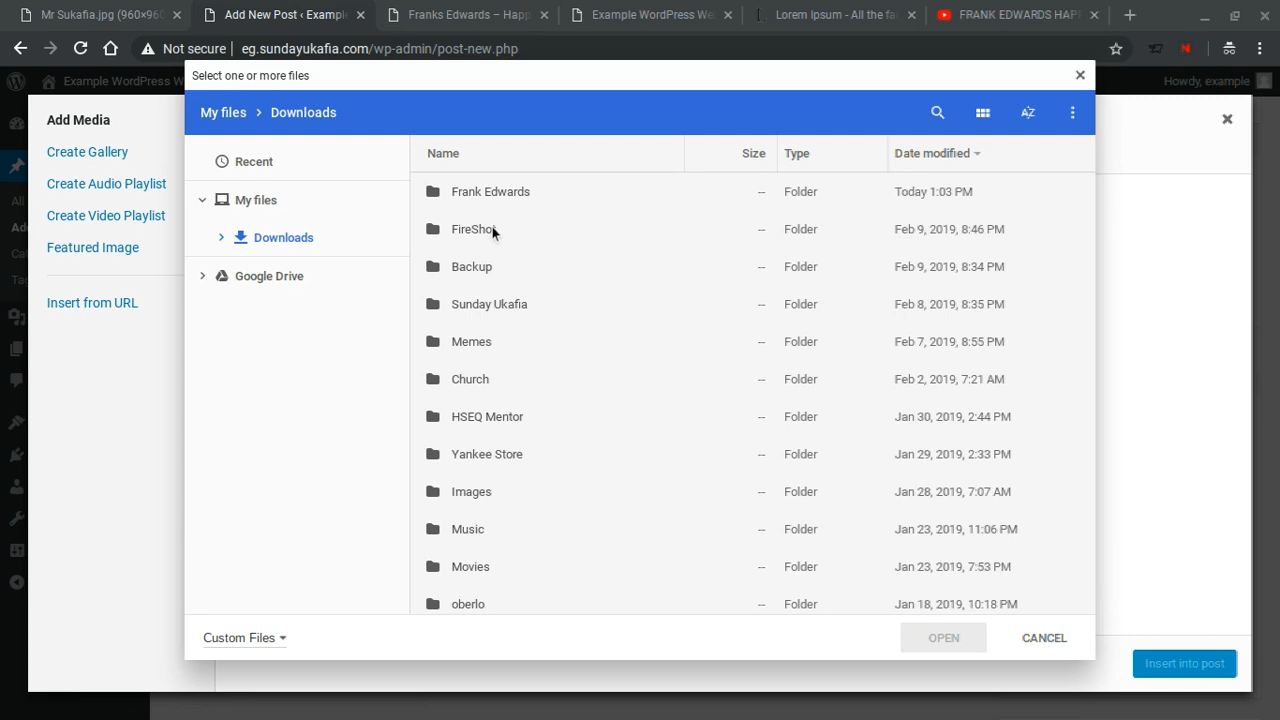 Mr Sukafia.jpg (960×960
Add New Post ‹ Example
Franks Edwards – Happ
Example WordPress We
Lorem Ipsum - All the fa
FRANK EDWARDS HAP
Not secure | eg.sundayukafia.com/wp-admin/post-new.php
Example WordPress W
Howdy, example
Select one or more files
Add Media
Create Gallery
Create Audio Playlist
Create Video Playlist
Featured Image
Insert from URL
My files > Downloads
AZ
Recent
My files
Downloads
Google Drive
Name Size Type Date modified
Frank Edwards -- Folder Today 1:03 PM
FireShot -- Folder Feb 9, 2019, 8:46 PM
Backup -- Folder Feb 9, 2019, 8:34 PM
Sunday Ukafia -- Folder Feb 8, 2019, 8:35 PM
Memes -- Folder Feb 7, 2019, 8:55 PM
Church -- Folder Feb 2, 2019, 7:21 AM
HSEQ Mentor -- Folder Jan 30, 2019, 2:44 PM
Yankee Store -- Folder Jan 29, 2019, 2:33 PM
Images -- Folder Jan 28, 2019, 7:07 AM
Music -- Folder Jan 23, 2019, 11:06 PM
Movies -- Folder Jan 23, 2019, 7:53 PM
oberlo -- Folder Jan 18, 2019, 10:18 PM
Custom Files
OPEN
CANCEL
Insert into post
All
Ad
Cat
Tag